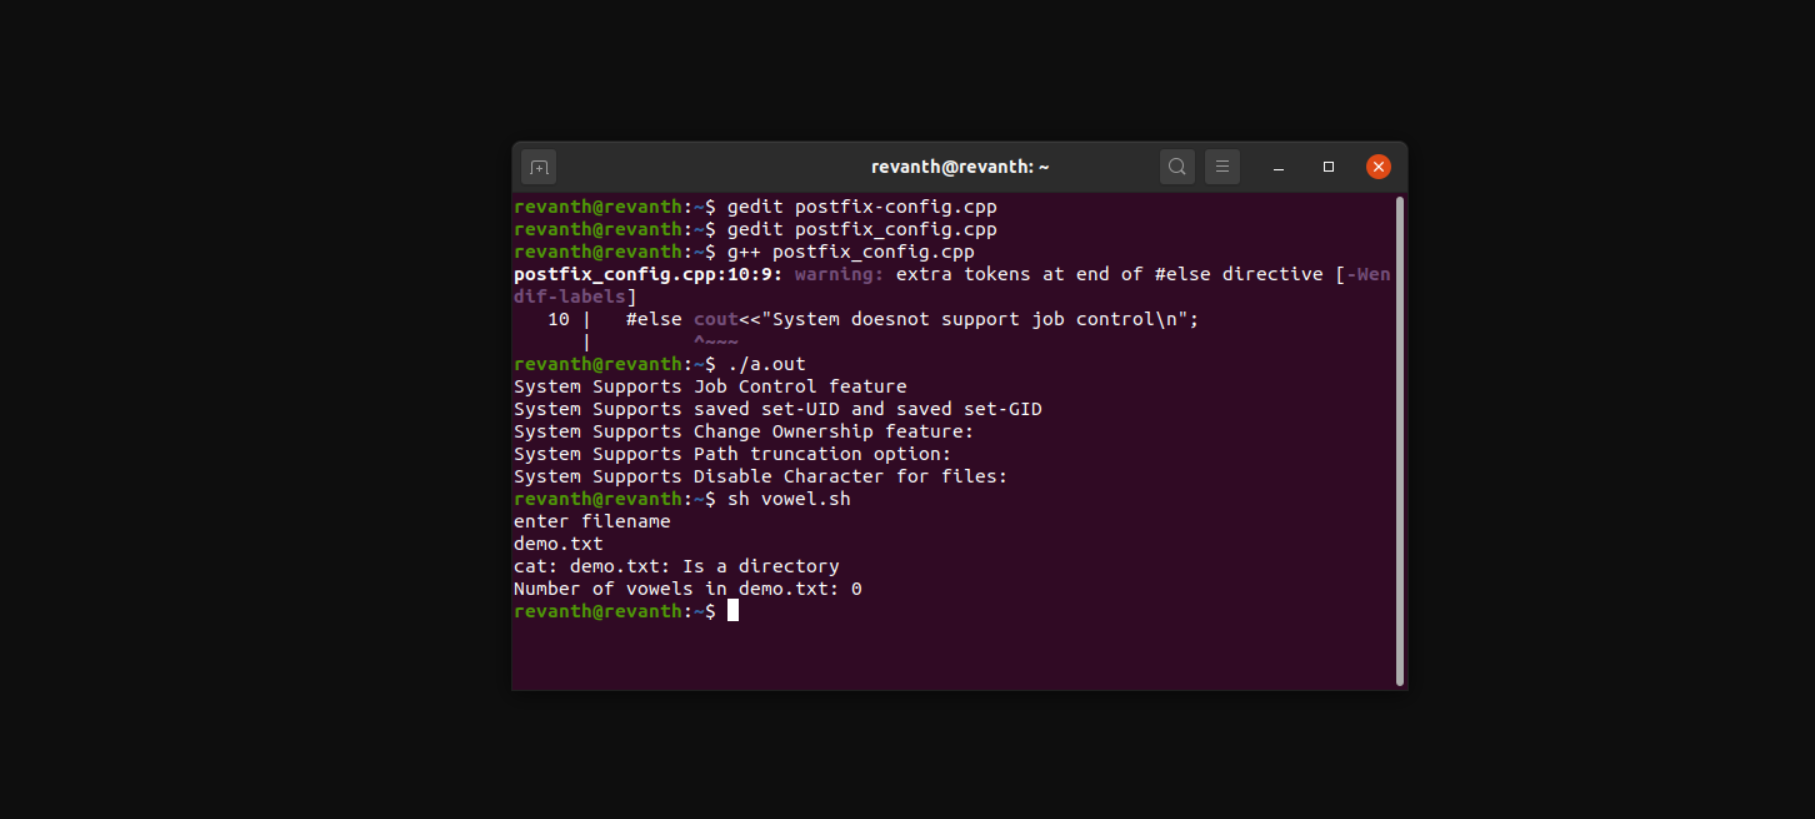 revanth@revanth: ~
revanth@revanth:~$ gedit postfix-config.cpp
revanth@revanth:~$ gedit postfix_config.cpp
revanth@revanth:~$ g++ postfix_config.cpp
postfix_config.cpp:10:9: warning: extra tokens at end of #else directive [-Wen
dif-labels]
   10 |   #else cout<<"System doesnot support job control\n";
      |         ^~~~
revanth@revanth:~$ ./a.out
System Supports Job Control feature
System Supports saved set-UID and saved set-GID
System Supports Change Ownership feature:
System Supports Path truncation option:
System Supports Disable Character for files:
revanth@revanth:~$ sh vowel.sh
enter filename
demo.txt
cat: demo.txt: Is a directory
Number of vowels in demo.txt: 0
revanth@revanth:~$